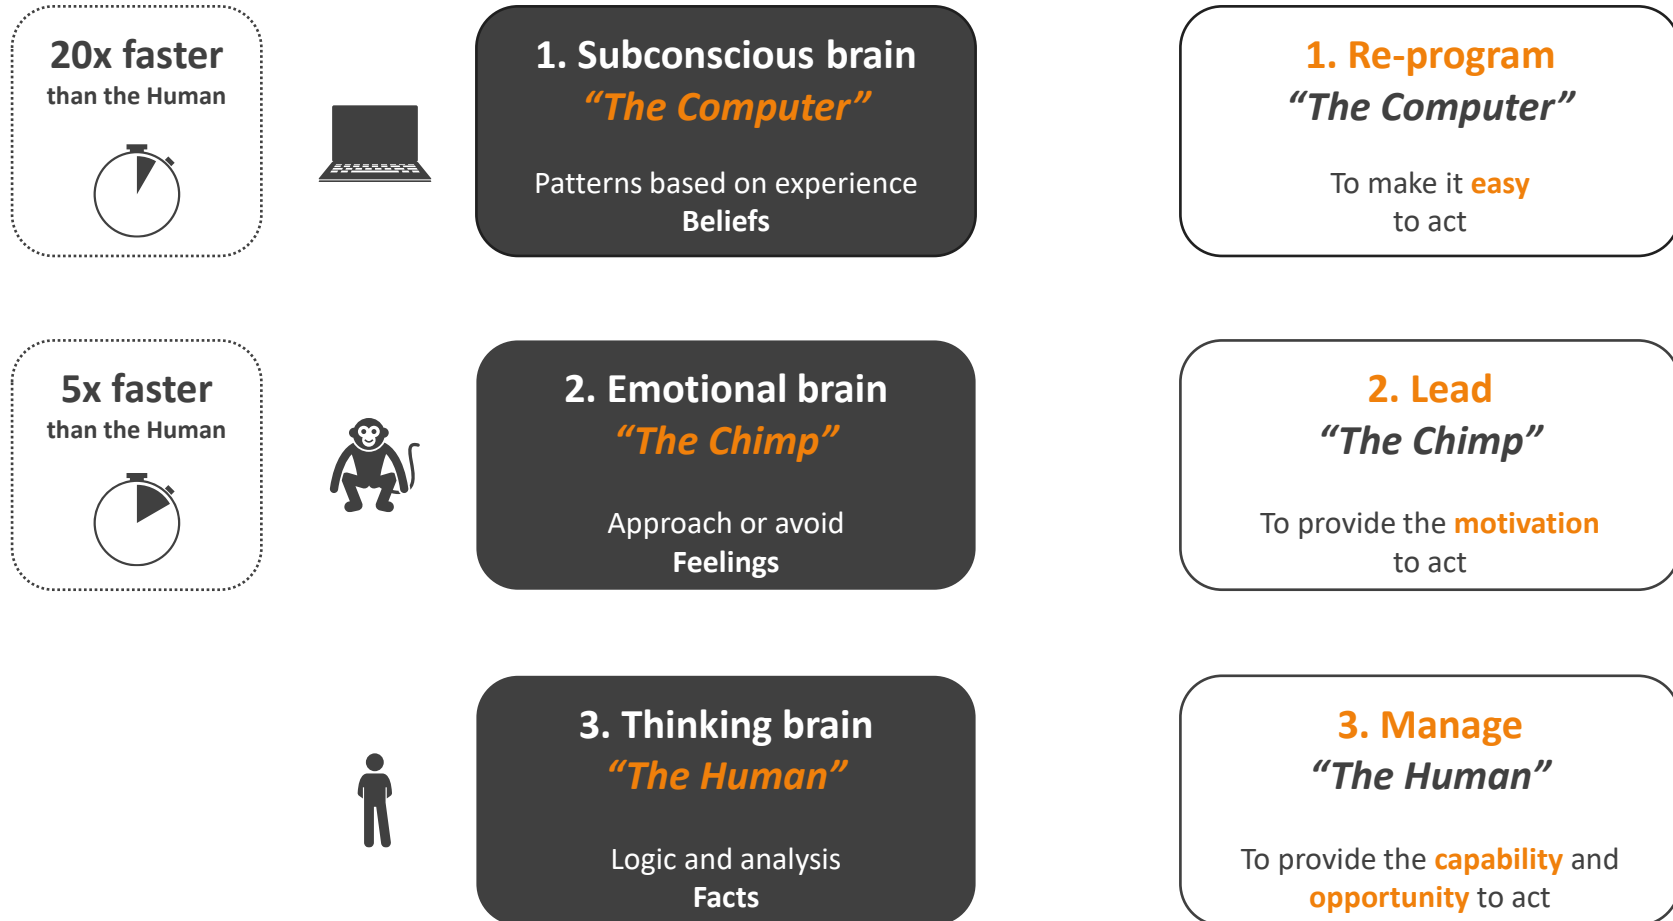 20x faster
than the Human
1. Subconscious brain
“The Computer”
Patterns based on experience
Beliefs
1. Re-program
“The Computer”
To make it easy
to act
5x faster
than the Human
2. Emotional brain
“The Chimp”
Approach or avoid
Feelings
2. Lead
“The Chimp”
To provide the motivation
to act
3. Thinking brain
“The Human”
Logic and analysis
Facts
3. Manage
“The Human”
To provide the capability and
opportunity to act